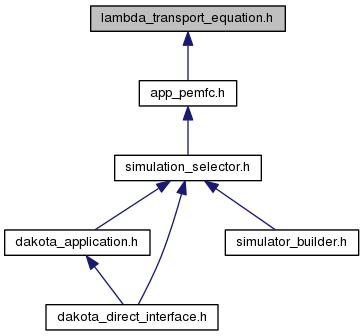 lambda_transport_equation.h
app_pemfc.h
simulation_selector.h
dakota_application.h
simulator_builder.h
dakota_direct_interface.h